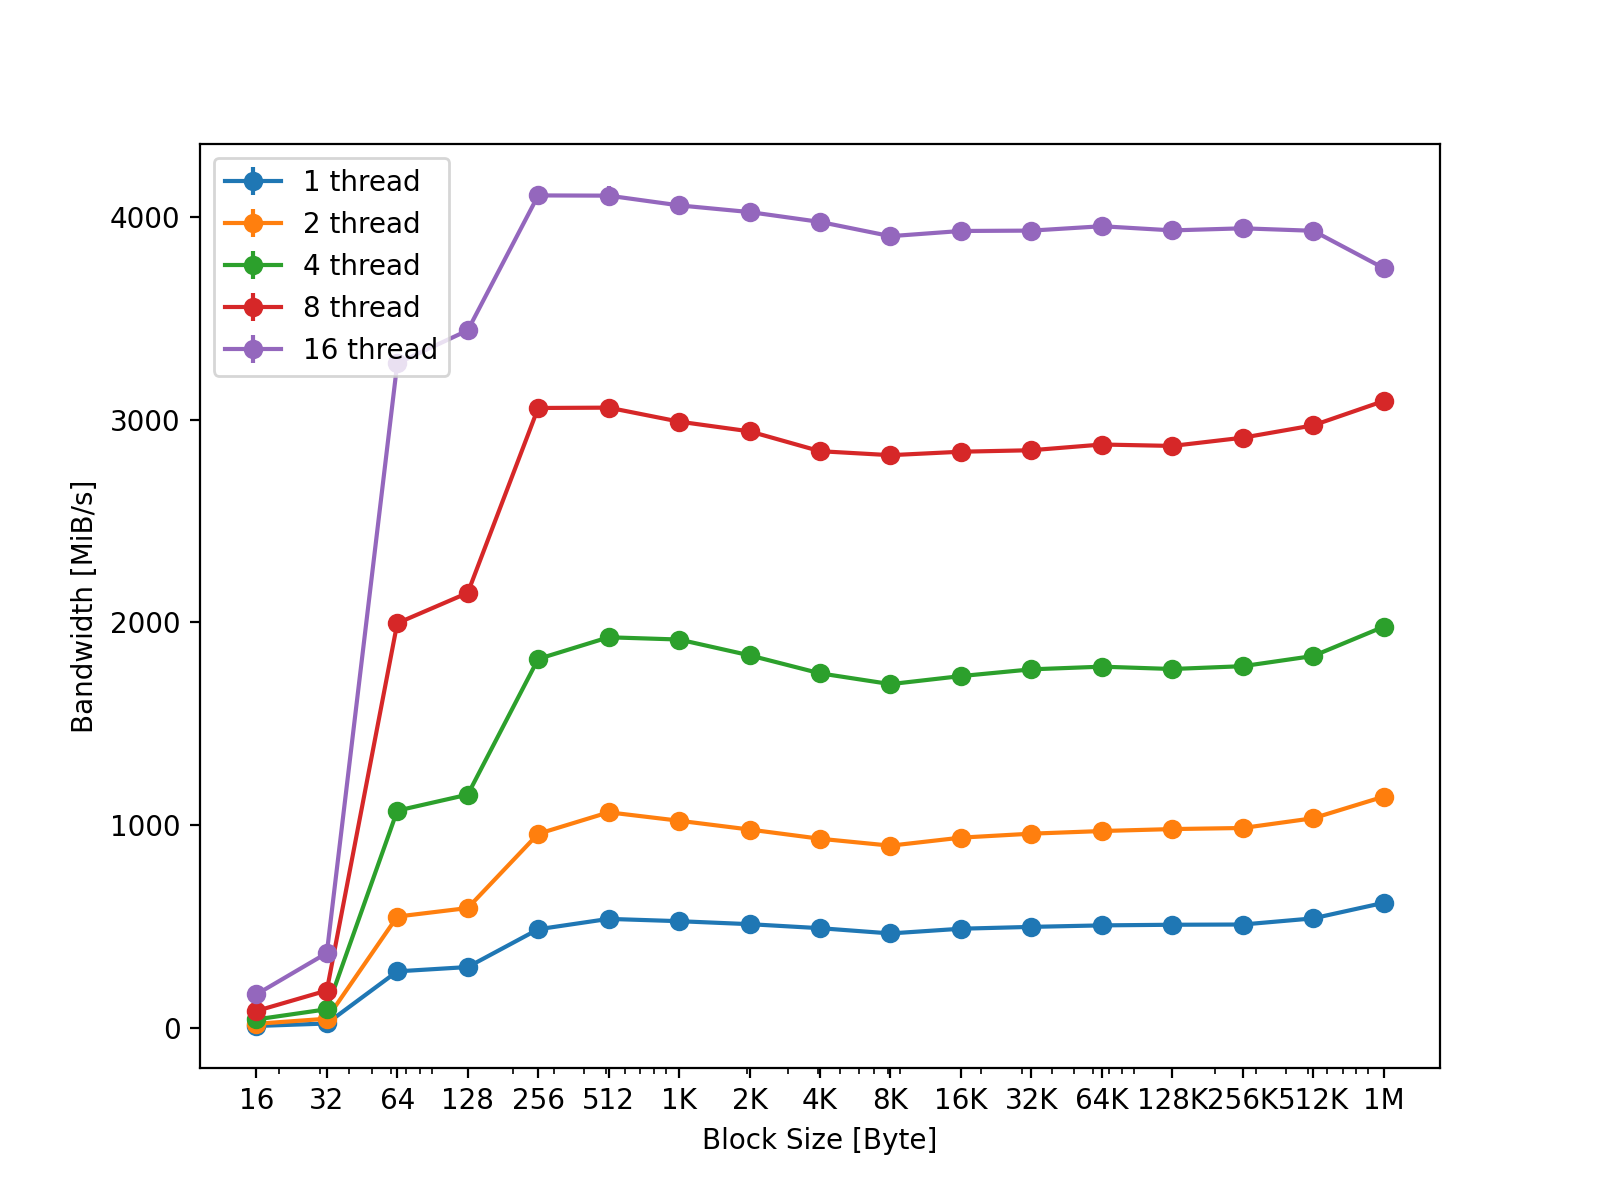 1 thread
2 thread
4 thread
8 thread
16 thread
4000
3000
2000
1000
0
Bandwidth [MiB/s]
16 32 64 128 256 512 1K 2K 4K 8K 16K 32K 64K 128K 256K 512K 1M
Block Size [Byte]